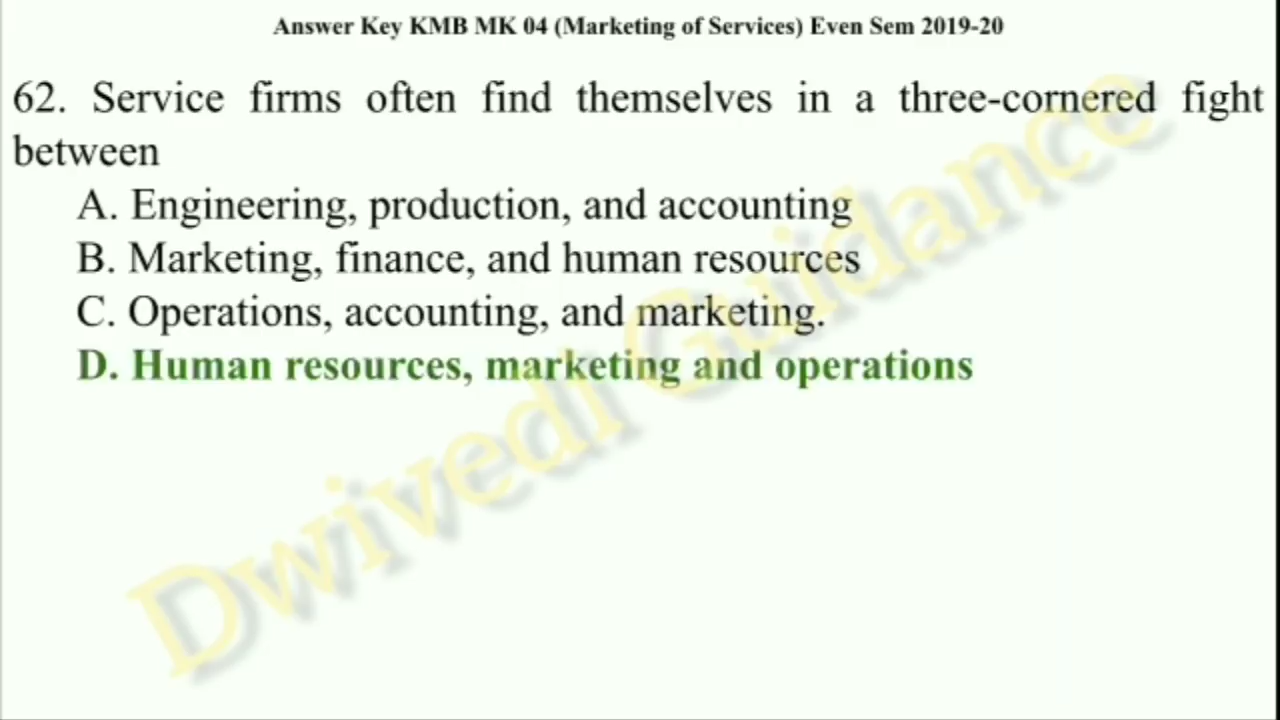 Answer Key KMB MK 04 (Marketing of Services) Even Sem 2019-20
62. Service firms often find themselves in a three-cornered fight
between
A. Engineering, production, and accounting
B. Marketing, finance, and human resources
C. Operations, accounting, and marketing.
D. Human resources, marketing and operations
Dwivedi Guidance